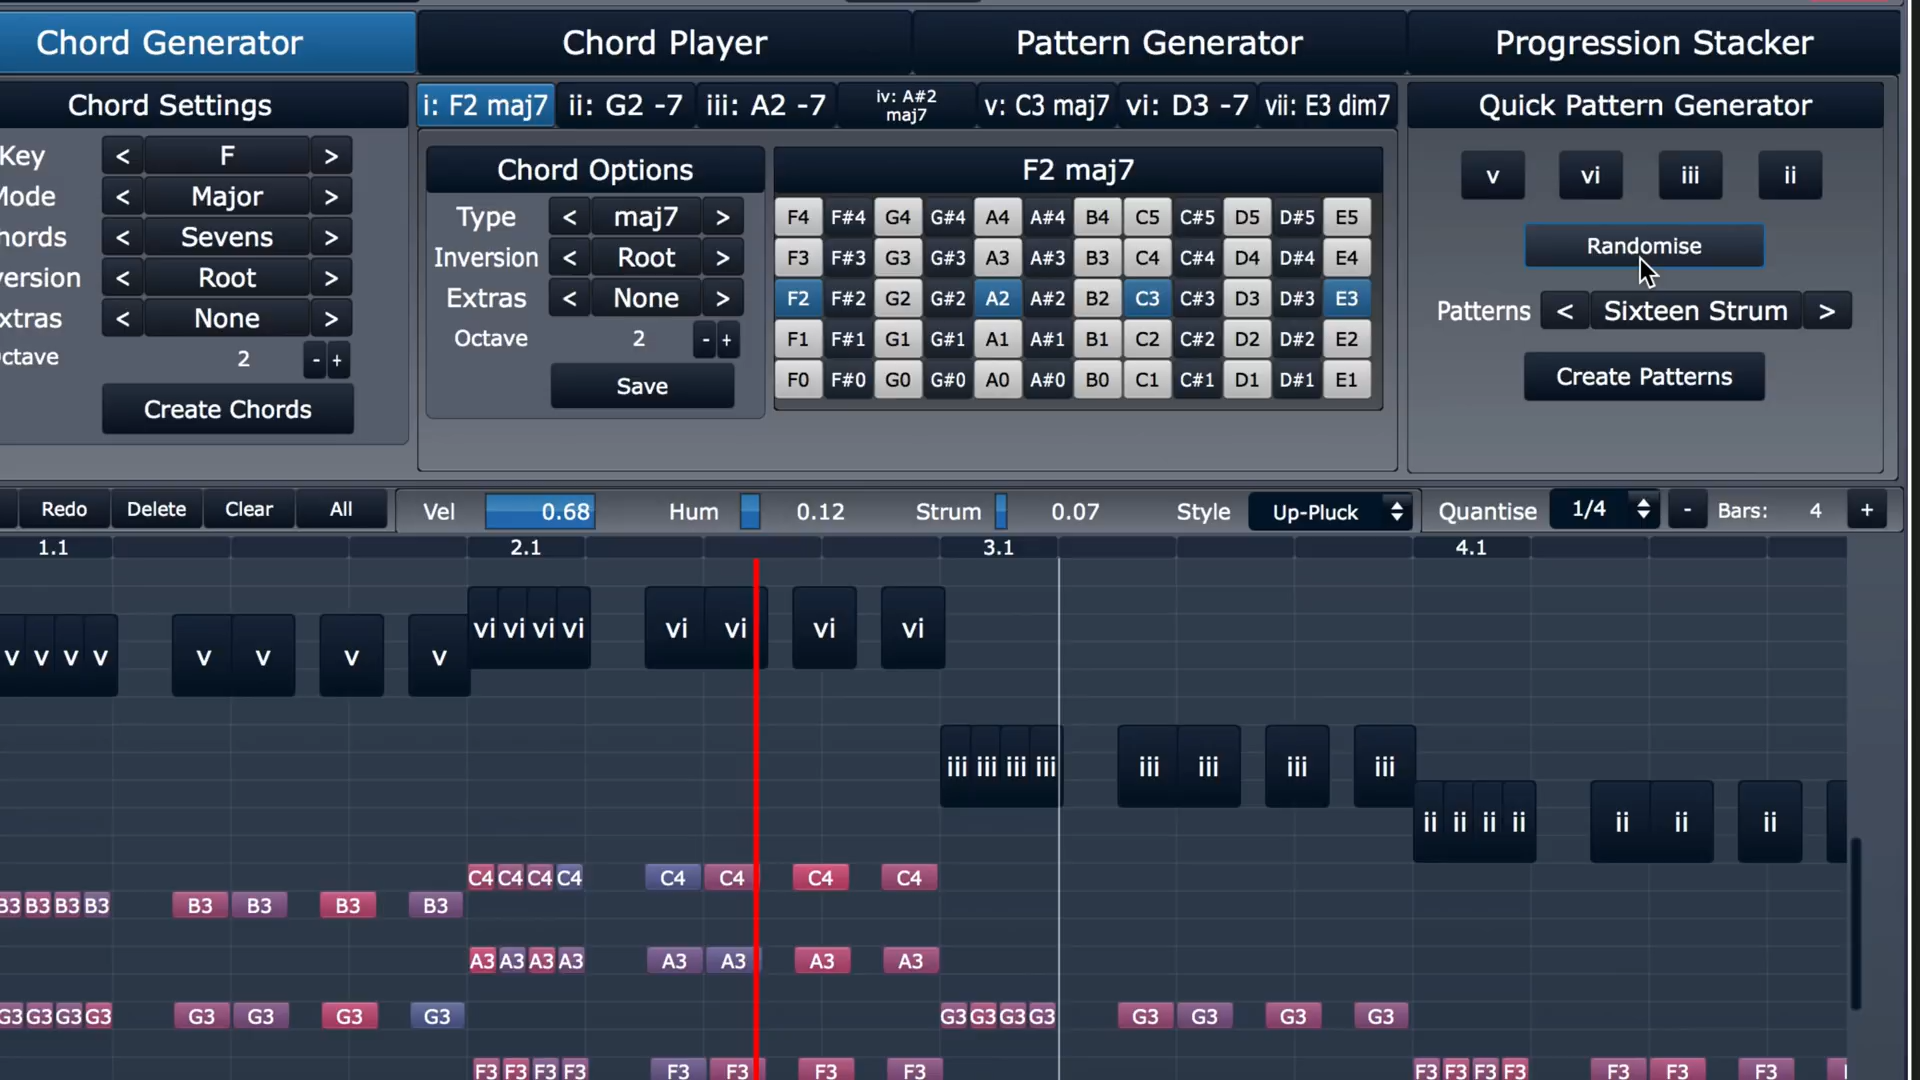 Chord Generator
Chord Player
Pattern Generator
Progression Stacker
Chord Settings
i: F2 maj7
ii: G2 -7
iii: A2 -7
iv: A#2 maj7
v: C3 maj7
vi: D3 -7
vii: E3 dim7
Quick Pattern Generator
Key < F >
Mode < Major >
hords < Sevens >
version < Root >
xtras < None >
Octave 2 - +
Create Chords
Chord Options
Type < maj7 >
Inversion < Root >
Extras < None >
Octave 2 - +
Save
F2 maj7
F4 F#4 G4 G#4 A4 A#4 B4 C5 C#5 D5 D#5 E5
F3 F#3 G3 G#3 A3 A#3 B3 C4 C#4 D4 D#4 E4
F2 F#2 G2 G#2 A2 A#2 B2 C3 C#3 D3 D#3 E3
F1 F#1 G1 G#1 A1 A#1 B1 C2 C#2 D2 D#2 E2
F0 F#0 G0 G#0 A0 A#0 B0 C1 C#1 D1 D#1 E1
v vi iii ii
Randomise
Patterns < Sixteen Strum >
Create Patterns
Redo Delete Clear All Vel 0.68 Hum 0.12 Strum 0.07 Style Up-Pluck Quantise 1/4 - Bars: 4 +
1.1 2.1 3.1 4.1
vi vi vi vi vi vi vi vi
v v v v v v v v
iii iii iii iii iii iii iii iii
ii ii ii ii ii ii ii
C4 C4 C4 C4 C4 C4 C4 C4
B3 B3 B3 B3 B3 B3 B3 B3
A3 A3 A3 A3 A3 A3 A3 A3
G3 G3 G3 G3 G3 G3 G3 G3 G3 G3 G3 G3 G3 G3 G3 G3
F3 F3 F3 F3 F3 F3 F3 F3 F3 F3 F3 F3 F3 F3 F3